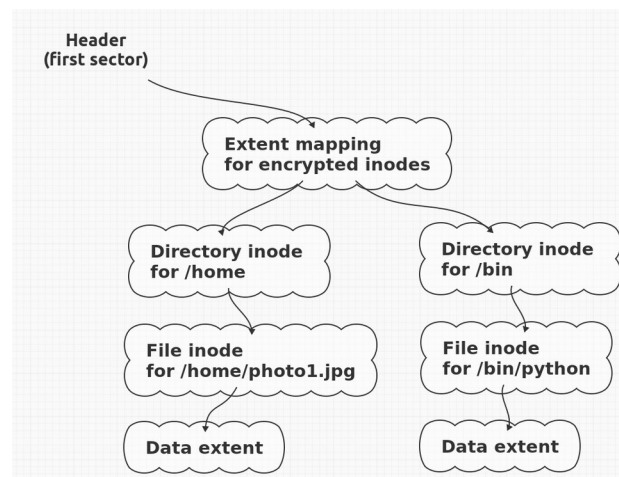 Header
(first sector)
Extent mapping
for encrypted inodes
Directory inode
for /home
Directory inode
for /bin
File inode
for /home/photo1.jpg
File inode
for /bin/python
Data extent
Data extent